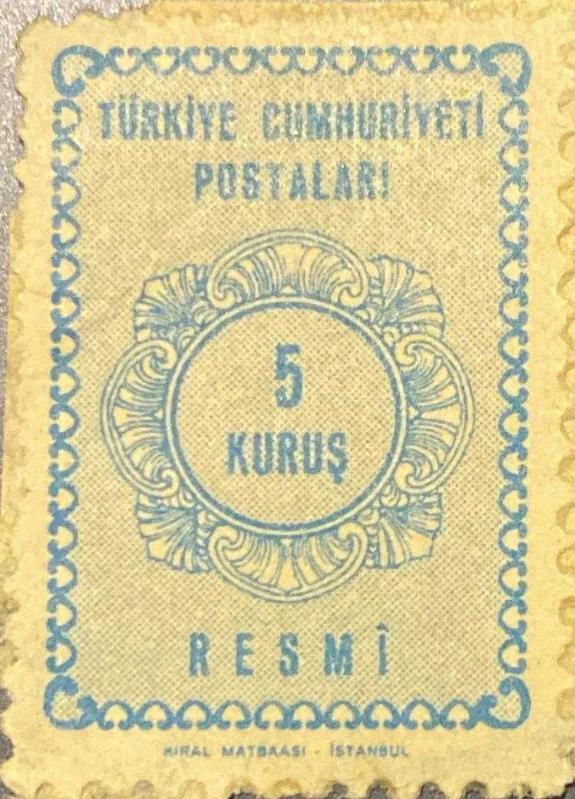 TÜRKİYE CUMHURİYETİ
POSTALARI
5
KURUŞ
RESMÎ
KIRAL MATBAASI - İSTANBUL